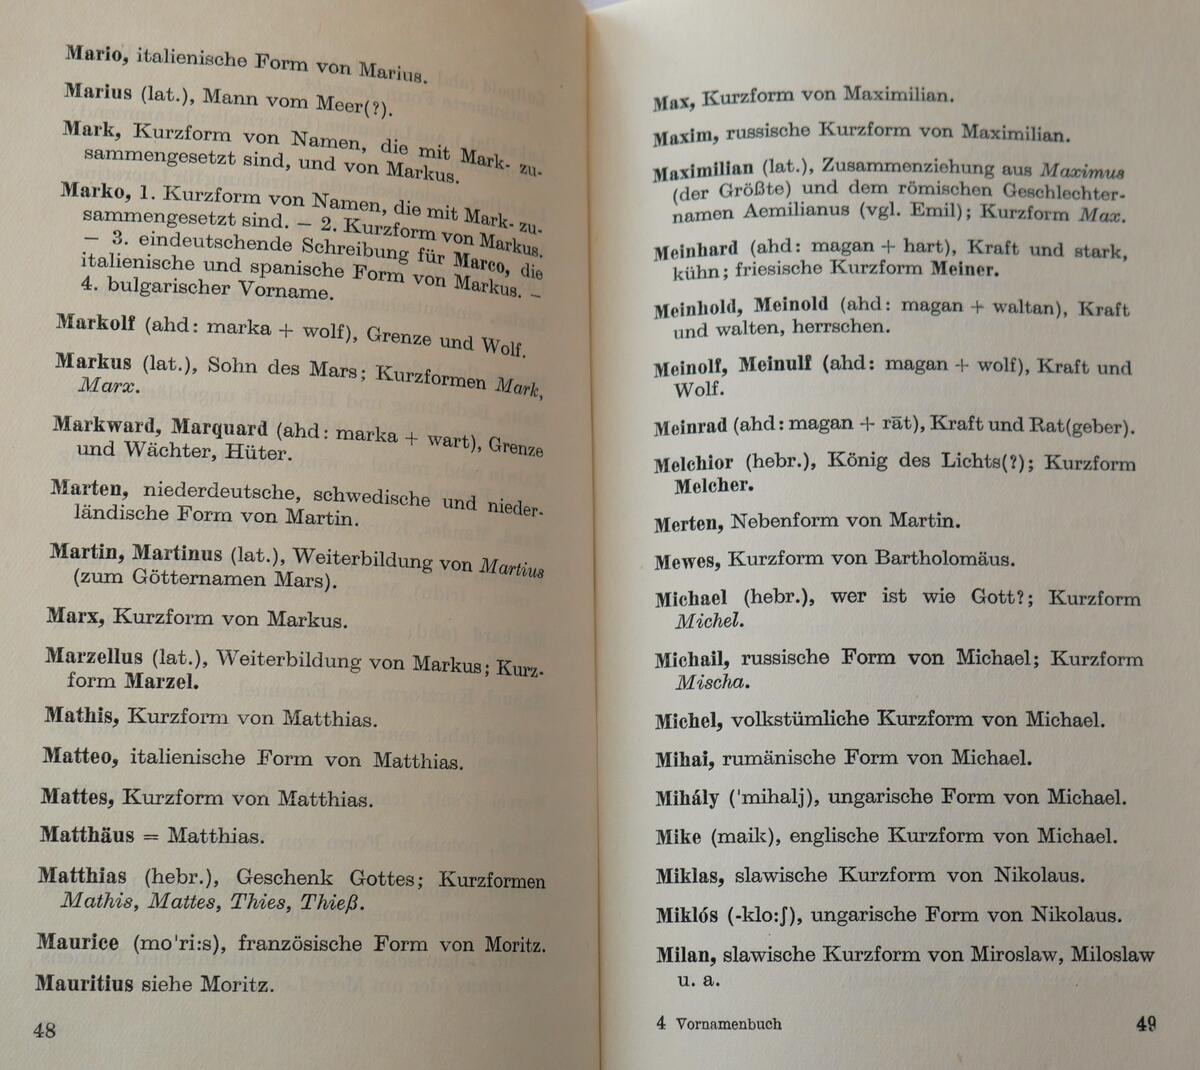 Mario, italienische Form von Marius.
Marius (lat.), Mann vom Meer(?).
Mark, Kurzform von Namen, die mit Mark- zu-
sammengesetzt sind, und von Markus.
Marko, 1. Kurzform von Namen, die mit Mark- zu-
sammengesetzt sind. – 2. Kurzform von Markus.
– 3. eindeutschende Schreibung für Marco, die
italienische und spanische Form von Markus. –
4. bulgarischer Vorname.
Markolf (ahd: marka + wolf), Grenze und Wolf.
Markus (lat.), Sohn des Mars; Kurzformen Mark,
Marx.
Markward, Marquard (ahd: marka + wart), Grenze
und Wächter, Hüter.
Marten, niederdeutsche, schwedische und nieder-
ländische Form von Martin.
Martin, Martinus (lat.), Weiterbildung von Martius
(zum Götternamen Mars).
Marx, Kurzform von Markus.
Marzellus (lat.), Weiterbildung von Markus; Kurz-
form Marzel.
Mathis, Kurzform von Matthias.
Matteo, italienische Form von Matthias.
Mattes, Kurzform von Matthias.
Matthäus = Matthias.
Matthias (hebr.), Geschenk Gottes; Kurzformen
Mathis, Mattes, Thies, Thieß.
Maurice (mo'ri:s), französische Form von Moritz.
Mauritius siehe Moritz.
48
Max, Kurzform von Maximilian.
Maxim, russische Kurzform von Maximilian.
Maximilian (lat.), Zusammenziehung aus Maximus
(der Größte) und dem römischen Geschlechter-
namen Aemilianus (vgl. Emil); Kurzform Max.
Meinhard (ahd: magan + hart), Kraft und stark,
kühn; friesische Kurzform Meiner.
Meinhold, Meinold (ahd: magan + waltan), Kraft
und walten, herrschen.
Meinolf, Meinulf (ahd: magan + wolf), Kraft und
Wolf.
Meinrad (ahd: magan + rāt), Kraft und Rat(geber).
Melchior (hebr.), König des Lichts(?); Kurzform
Melcher.
Merten, Nebenform von Martin.
Mewes, Kurzform von Bartholomäus.
Michael (hebr.), wer ist wie Gott?; Kurzform
Michel.
Michail, russische Form von Michael; Kurzform
Mischa.
Michel, volkstümliche Kurzform von Michael.
Mihai, rumänische Form von Michael.
Mihály ('mihalj), ungarische Form von Michael.
Mike (maik), englische Kurzform von Michael.
Miklas, slawische Kurzform von Nikolaus.
Miklós (-klo:ʃ), ungarische Form von Nikolaus.
Milan, slawische Kurzform von Miroslaw, Miloslaw
u. a.
4 Vornamenbuch
49